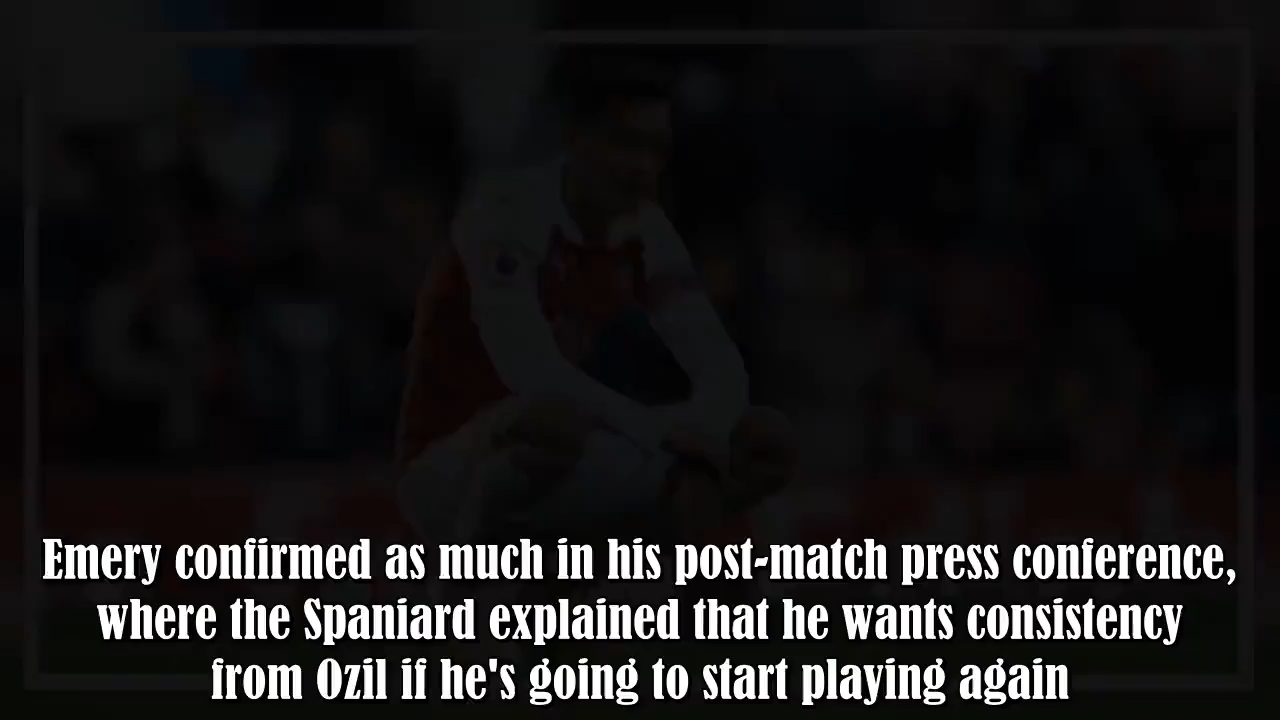 Emery confirmed as much in his post-match press conference,
where the Spaniard explained that he wants consistency
from Ozil if he's going to start playing again